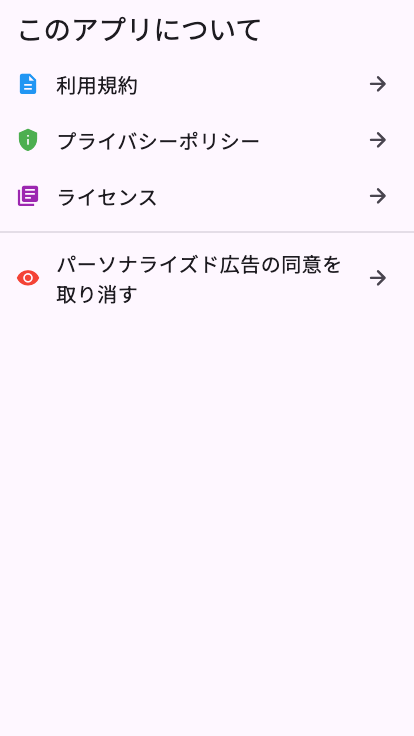 このアプリについて
利用規約
プライバシーポリシー
ライセンス
パーソナライズド広告の同意を
取り消す